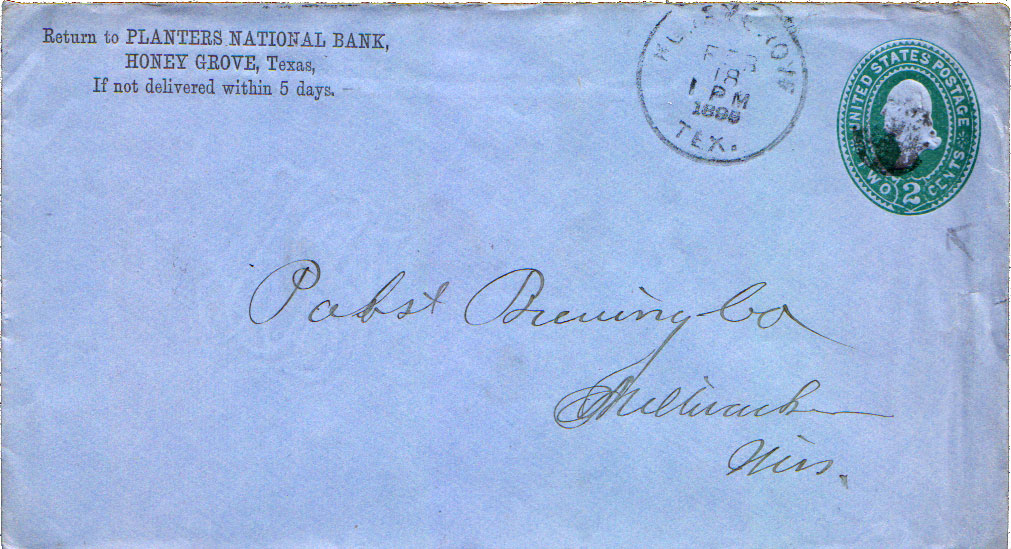 Return to PLANTERS NATIONAL BANK,
HONEY GROVE, Texas,
If not delivered within 5 days.
HONEY GROVE
18
1 PM
TEX.
UNITED STATES POSTAGE
TWO 2 CENTS
Pabst Brewing Co
Milwaukee
Wis.